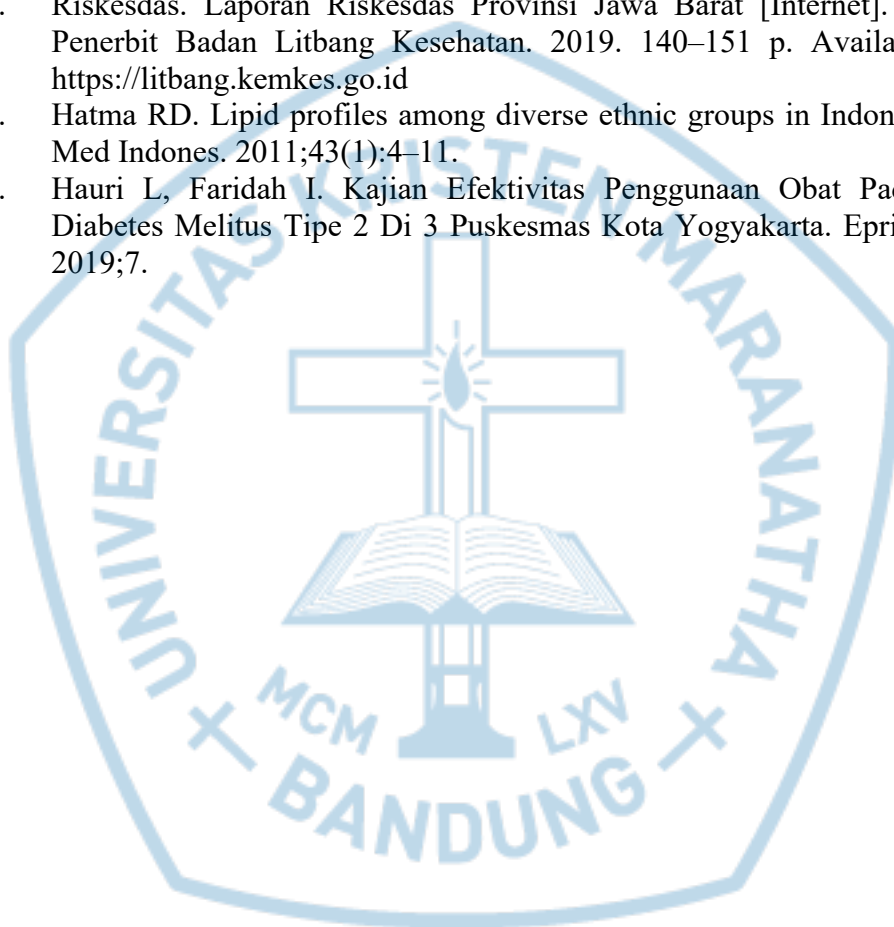 . Riskesdas. Laporan Riskesdas Provinsi Jawa Barat [Internet].
Penerbit Badan Litbang Kesehatan. 2019. 140–151 p. Availa
https://litbang.kemkes.go.id
. Hatma RD. Lipid profiles among diverse ethnic groups in Indon
Med Indones. 2011;43(1):4–11.
. Hauri L, Faridah I. Kajian Efektivitas Penggunaan Obat Pad
Diabetes Melitus Tipe 2 Di 3 Puskesmas Kota Yogyakarta. Epri
2019;7.
UNIVERSITAS KRISTEN MARANATHA
MCM LXV
BANDUNG